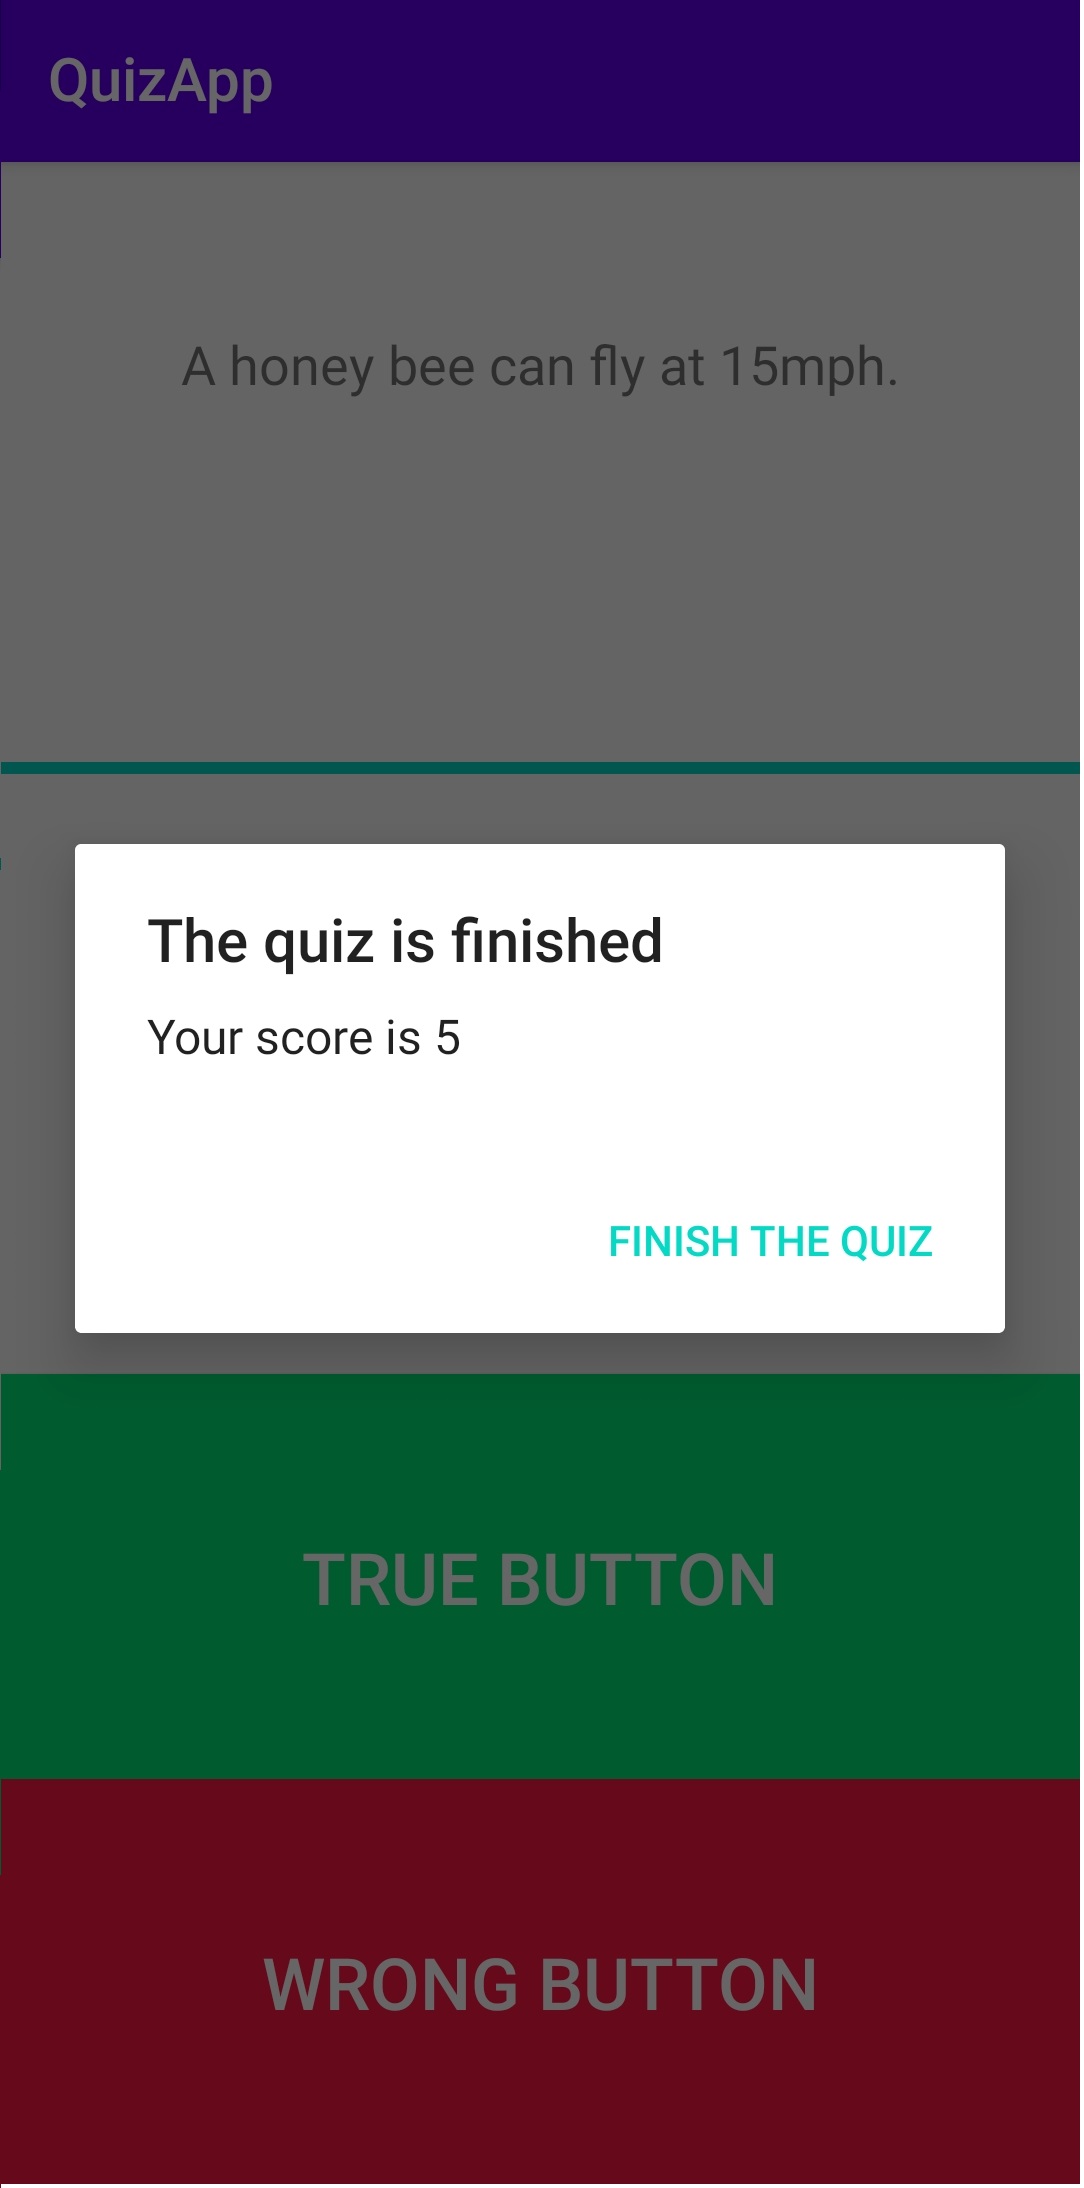 QuizApp
A honey bee can fly at 15mph.
The quiz is finished
Your score is 5
FINISH THE QUIZ
TRUE BUTTON
WRONG BUTTON